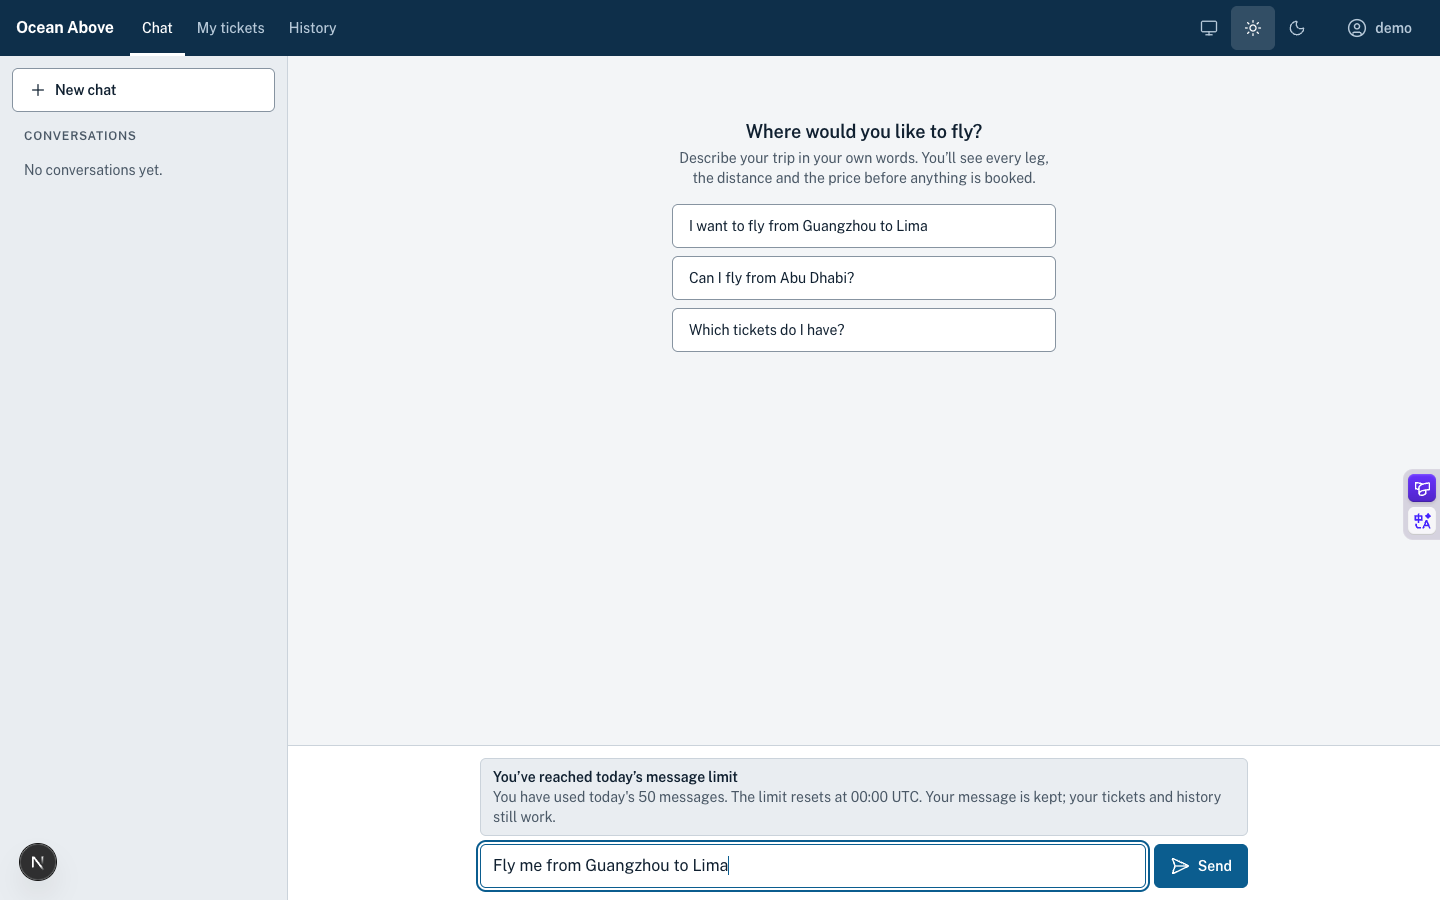 Ocean Above
Chat
My tickets
History
demo
New chat
CONVERSATIONS
No conversations yet.
Where would you like to fly?
Describe your trip in your own words. You’ll see every leg,
the distance and the price before anything is booked.
I want to fly from Guangzhou to Lima
Can I fly from Abu Dhabi?
Which tickets do I have?
You’ve reached today’s message limit
You have used today's 50 messages. The limit resets at 00:00 UTC. Your message is kept; your tickets and history
still work.
Fly me from Guangzhou to Lima
Send
N
中A